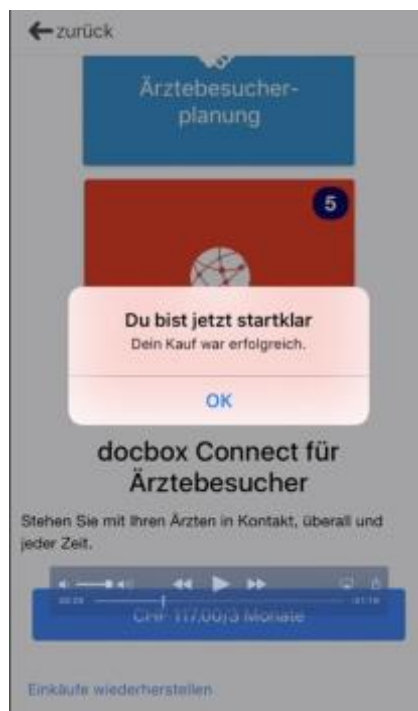 zurück
Ärztebesucher-
planung
5
Du bist jetzt startklar
Dein Kauf war erfolgreich.
OK
docbox Connect für
Ärztebesucher
Stehen Sie mit Ihren Ärzten in Kontakt, überall und
jeder Zeit.
CHF 117.00/3 Monate
Einkäufe wiederherstellen